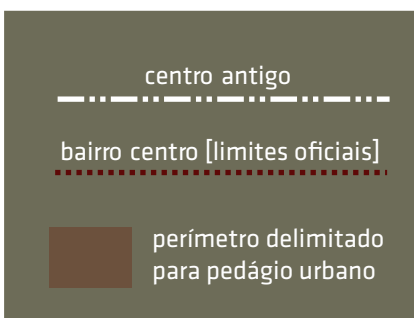 centro antigo
bairro centro [limites oficiais]
perímetro delimitado
para pedágio urbano